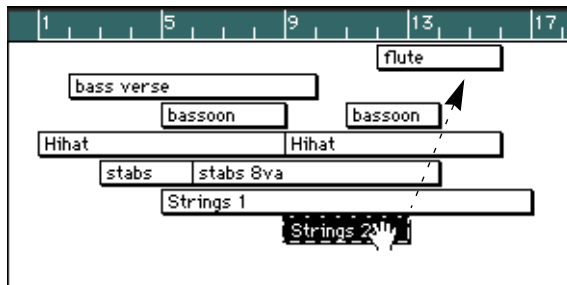 1 5 9 13 17
flute
bass verse
bassoon bassoon
Hihat Hihat
stabs stabs 8va
Strings 1
Strings 2